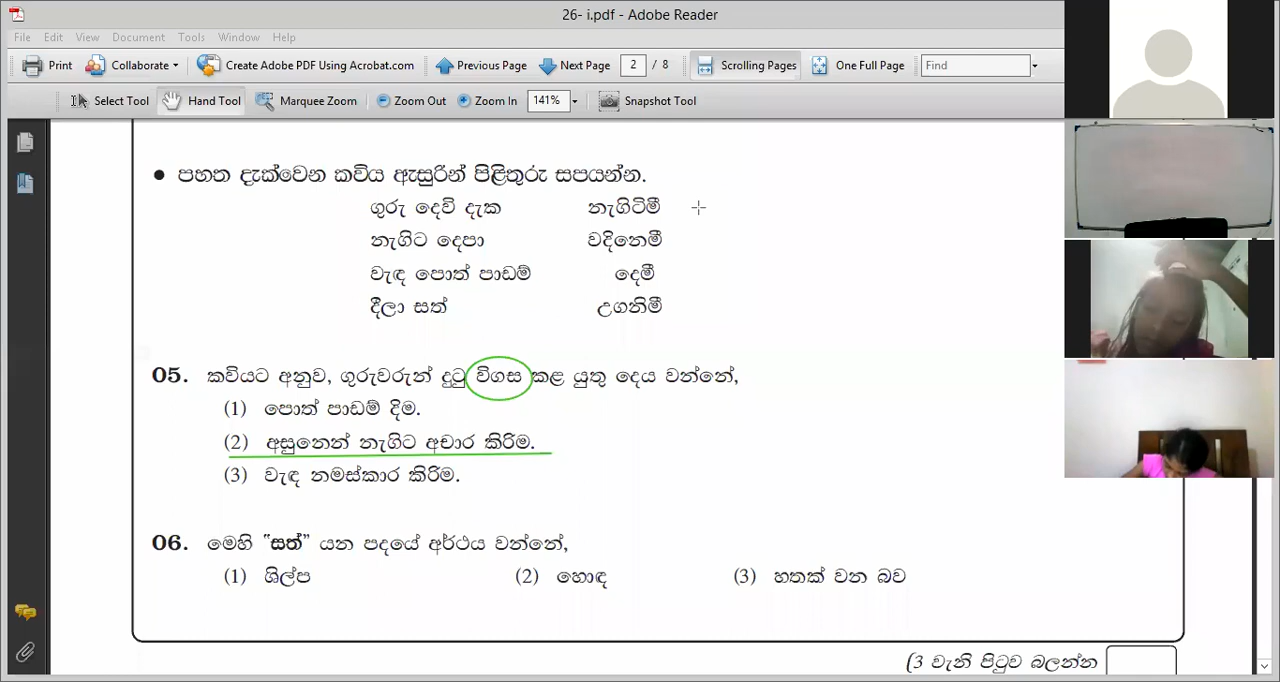 26- i.pdf - Adobe Reader
File Edit View Document Tools Window Help
Print Collaborate Create Adobe PDF Using Acrobat.com Previous Page Next Page 2 / 8 Scrolling Pages One Full Page Find
Select Tool Hand Tool Marquee Zoom Zoom Out Zoom In 141% Snapshot Tool
• පහත දැක්වෙන කවිය ඇසුරින් පිළිතුරු සපයන්න.
ගුරු දෙවි දැක නැගිටිමී
නැගිට දෙපා වදිනෙමී
වැඳ පොත් පාඩම් දෙමී
දීලා සත් උගනිමී
05. කවියට අනුව, ගුරුවරුන් දුටු විගස කළ යුතු දෙය වන්නේ,
(1) පොත් පාඩම් දිම.
(2) අසුනෙන් නැගිට අචාර කිරිම.
(3) වැඳ නමස්කාර කිරිම.
06. මෙහි "සත්" යන පදයේ අර්ථය වන්නේ,
(1) ශිල්ප (2) හොඳ (3) හතක් වන බව
(3 වැනි පිටුව බලන්න